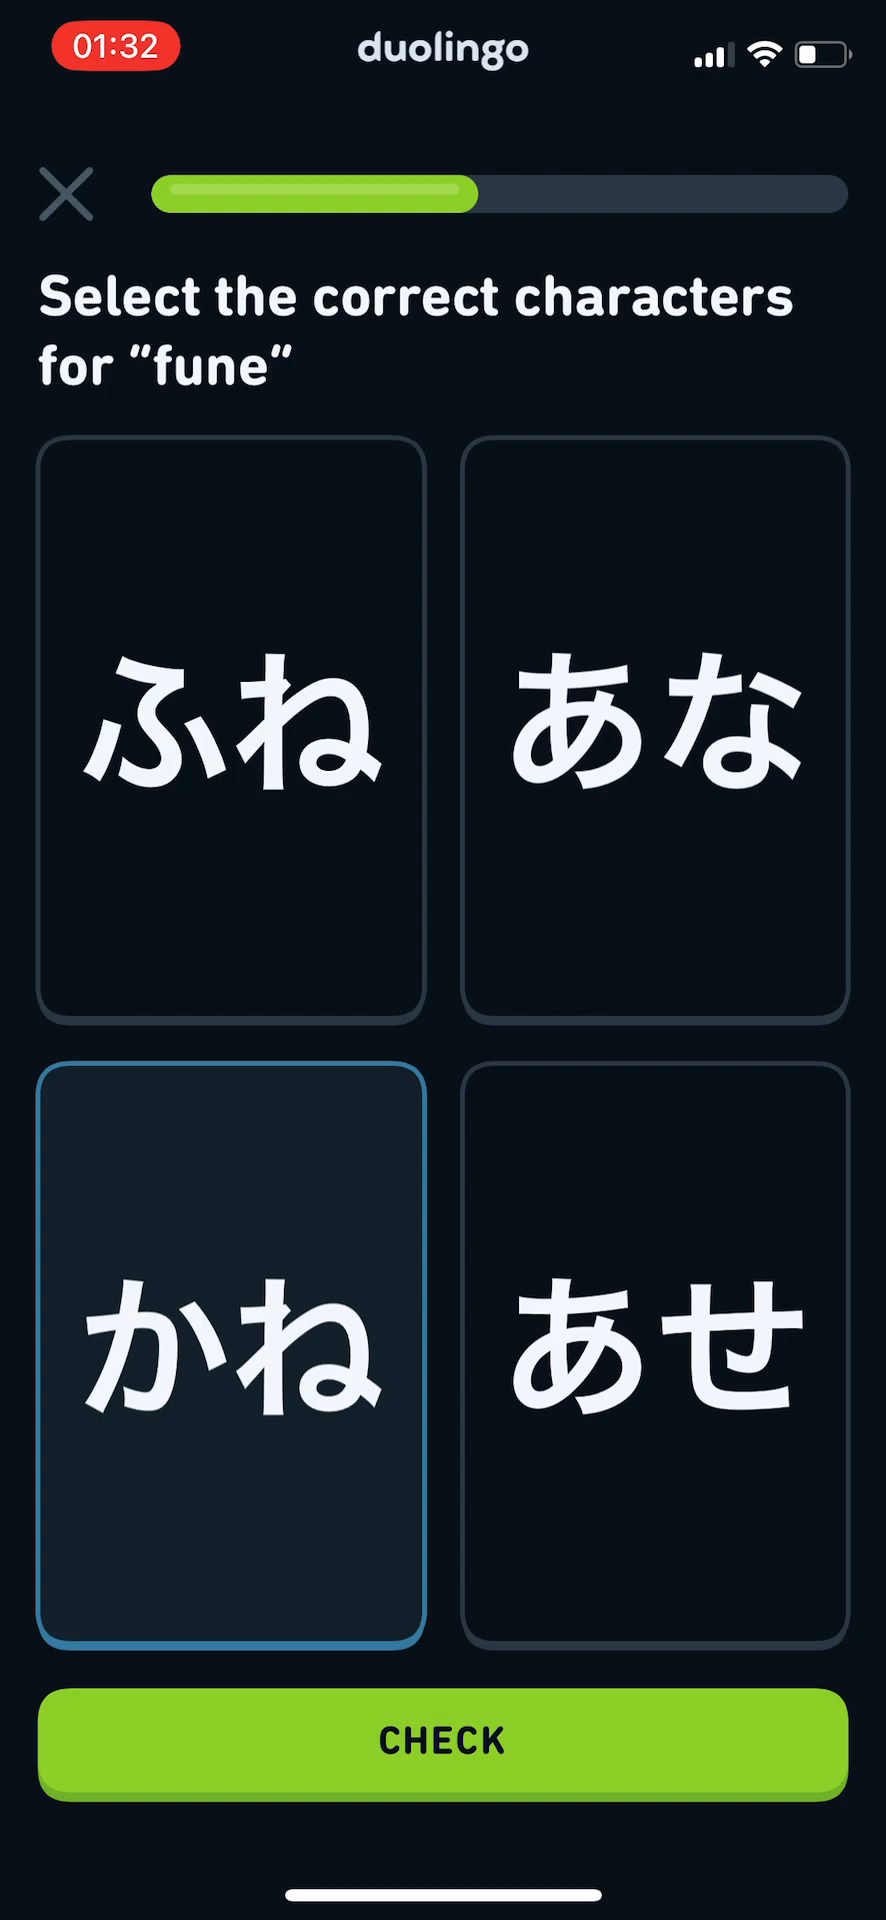 01:32
duolingo
Select the correct characters
for "fune"
ふね
あな
かね
あせ
CHECK